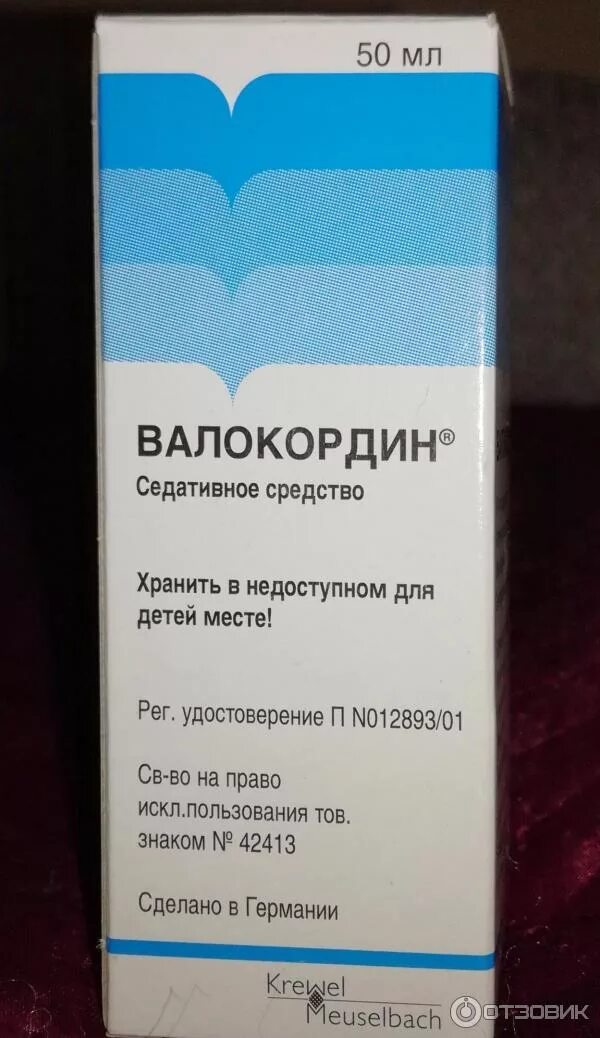 50 мл
ВАЛОКОРДИН®
Седативное средство
Хранить в недоступном для
детей месте!
Рег. удостоверение П N012893/01
Св-во на право
искл.пользования тов.
знаком № 42413
Сделано в Германии
Krewel
Meuselbach
ОТЗОВИК